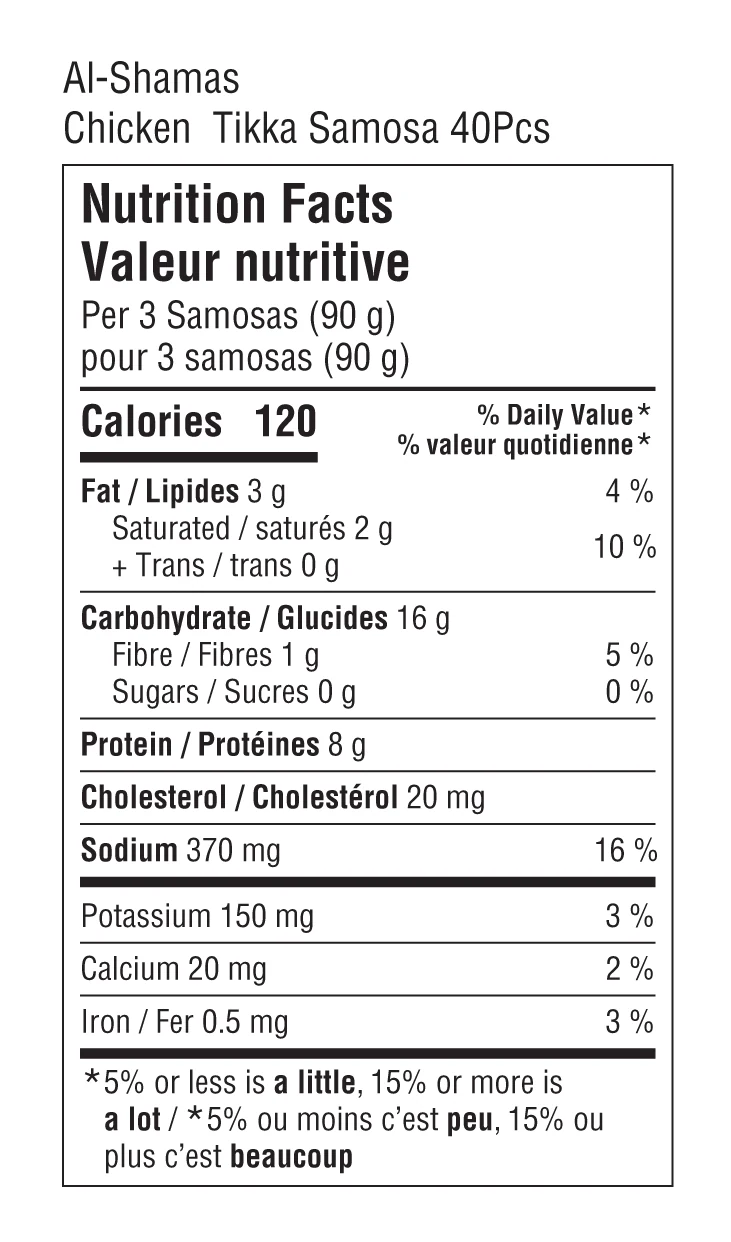 Al-Shamas
Chicken Tikka Samosa 40Pcs
Nutrition Facts
Valeur nutritive
Per 3 Samosas (90 g)
pour 3 samosas (90 g)
Calories 120
% Daily Value*
% valeur quotidienne*
Fat / Lipides 3 g 4 %
Saturated / saturés 2 g
+ Trans / trans 0 g 10 %
Carbohydrate / Glucides 16 g
Fibre / Fibres 1 g 5 %
Sugars / Sucres 0 g 0 %
Protein / Protéines 8 g
Cholesterol / Cholestérol 20 mg
Sodium 370 mg 16 %
Potassium 150 mg 3 %
Calcium 20 mg 2 %
Iron / Fer 0.5 mg 3 %
*5% or less is a little, 15% or more is
a lot / *5% ou moins c’est peu, 15% ou
plus c’est beaucoup